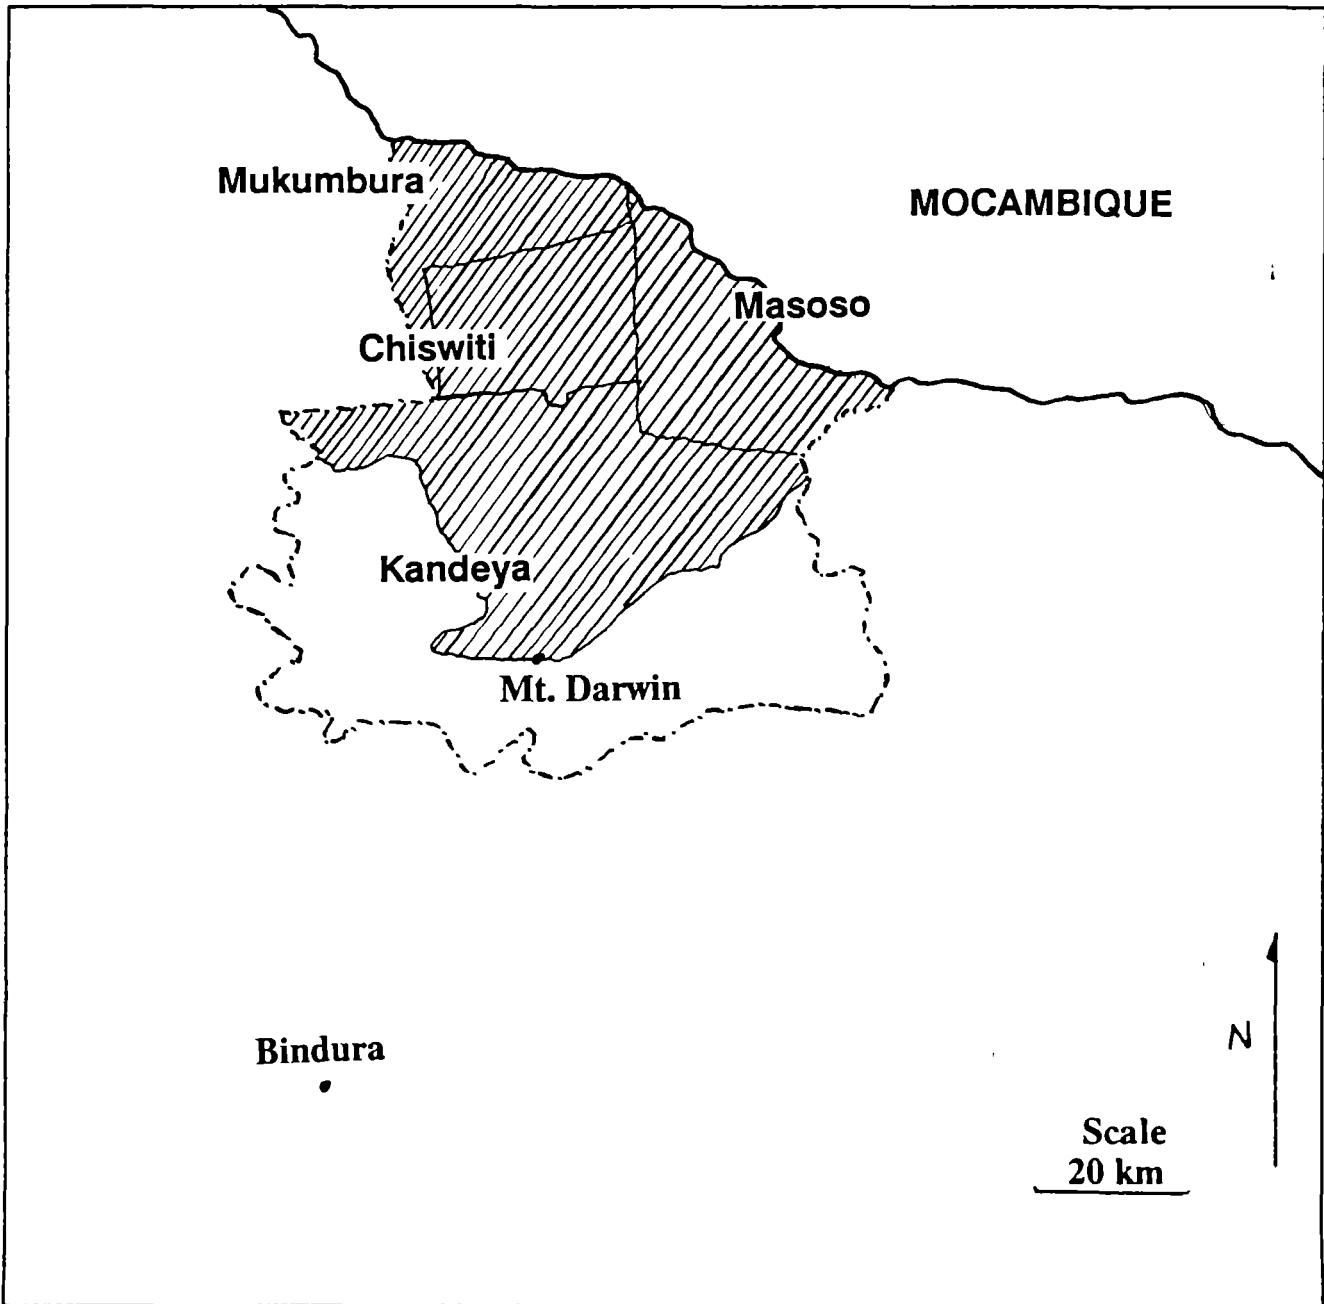 Mukumbura
MOCAMBIQUE
Masoso
Chiswiti
Kandeya
Mt. Darwin
Bindura
N
Scale
20 km